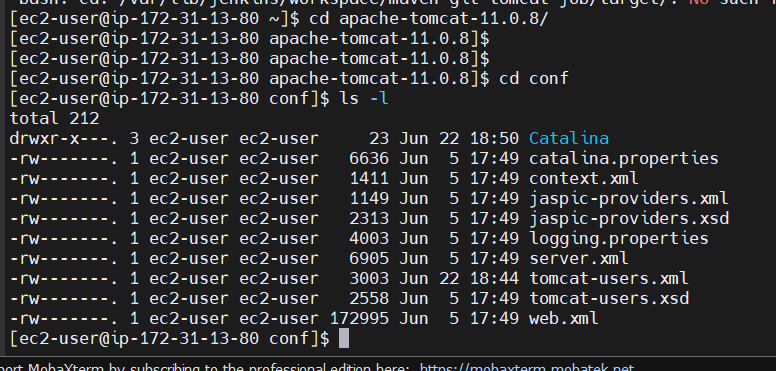 -bash: cd: /var/lib/jenkins/workspace/maven-git-tomcat-job/target/: No such f
[ec2-user@ip-172-31-13-80 ~]$ cd apache-tomcat-11.0.8/
[ec2-user@ip-172-31-13-80 apache-tomcat-11.0.8]$
[ec2-user@ip-172-31-13-80 apache-tomcat-11.0.8]$
[ec2-user@ip-172-31-13-80 apache-tomcat-11.0.8]$ cd conf
[ec2-user@ip-172-31-13-80 conf]$ ls -l
total 212
drwxr-x---. 3 ec2-user ec2-user     23 Jun 22 18:50 Catalina
-rw-------. 1 ec2-user ec2-user   6636 Jun  5 17:49 catalina.properties
-rw-------. 1 ec2-user ec2-user   1411 Jun  5 17:49 context.xml
-rw-------. 1 ec2-user ec2-user   1149 Jun  5 17:49 jaspic-providers.xml
-rw-------. 1 ec2-user ec2-user   2313 Jun  5 17:49 jaspic-providers.xsd
-rw-------. 1 ec2-user ec2-user   4003 Jun  5 17:49 logging.properties
-rw-------. 1 ec2-user ec2-user   6905 Jun  5 17:49 server.xml
-rw-------. 1 ec2-user ec2-user   3003 Jun 22 18:44 tomcat-users.xml
-rw-------. 1 ec2-user ec2-user   2558 Jun  5 17:49 tomcat-users.xsd
-rw-------. 1 ec2-user ec2-user 172995 Jun  5 17:49 web.xml
[ec2-user@ip-172-31-13-80 conf]$
port MobaXterm by subscribing to the professional edition here: https://mobaxterm.mobatek.net